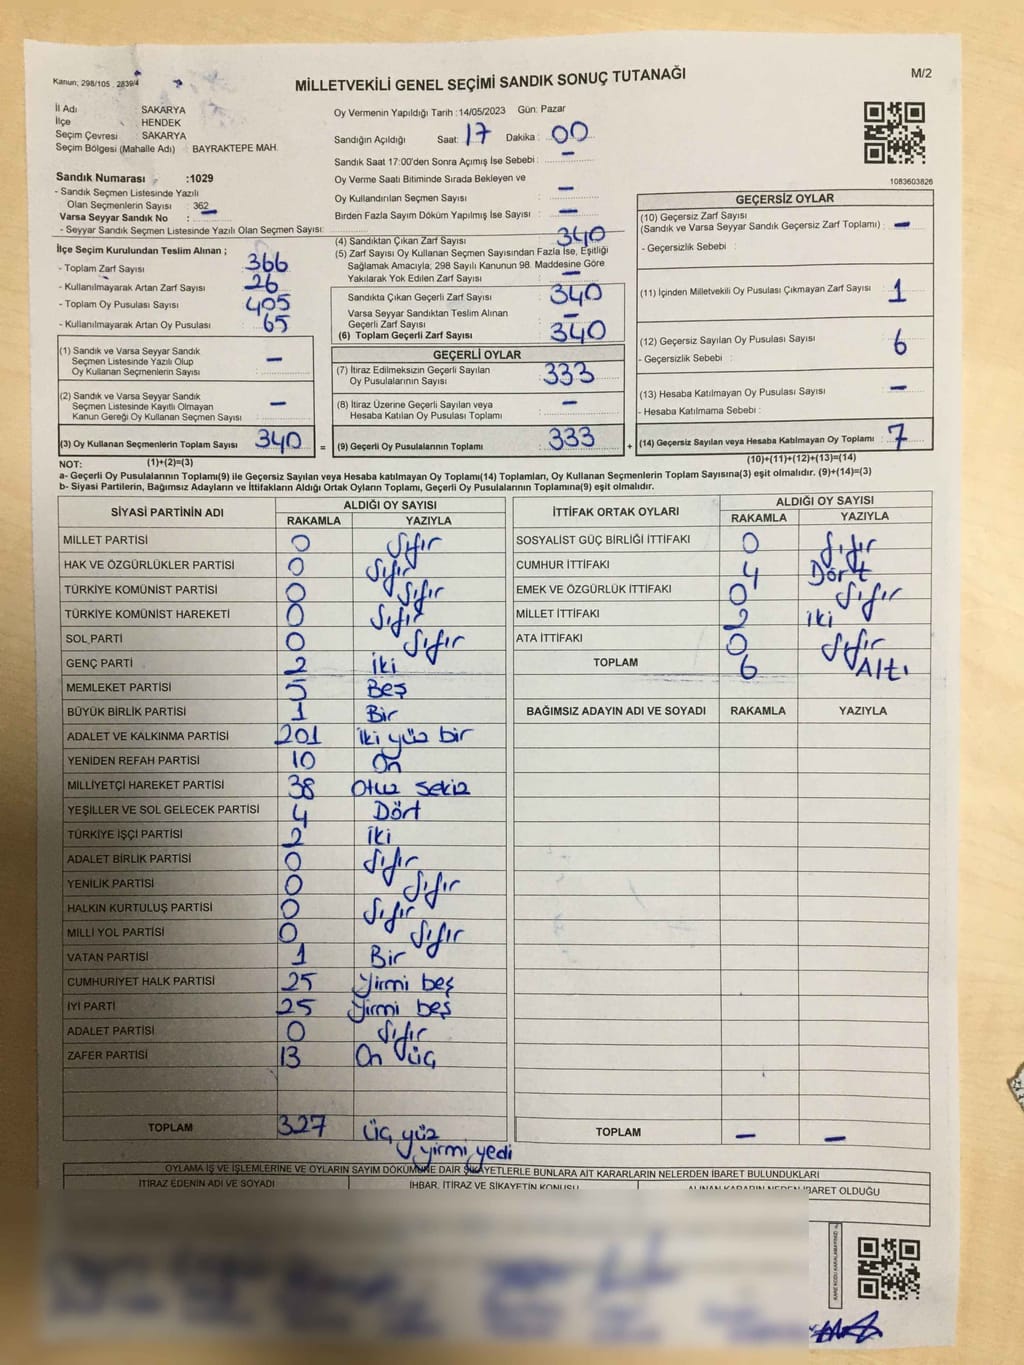 Kanun; 298/105 . 2839/4
MİLLETVEKİLİ GENEL SEÇİMİ SANDIK SONUÇ TUTANAĞI
M/2
İl Adı SAKARYA
İlçe HENDEK
Seçim Çevresi : SAKARYA
Seçim Bölgesi (Mahalle Adı) : BAYRAKTEPE MAH.
Oy Vermenin Yapıldığı Tarih :14/05/2023 Gün: Pazar
Sandığın Açıldığı Saat: 17 Dakika : 00
Sandık Saat 17:00'den Sonra Açımış İse Sebebi : –
Oy Verme Saati Bitiminde Sırada Bekleyen ve
Oy Kullandırılan Seçmen Sayısı : –
Birden Fazla Sayım Döküm Yapılmış İse Sayısı : –
1083603826
Sandık Numarası :1029
- Sandık Seçmen Listesinde Yazılı
Olan Seçmenlerin Sayısı : 362
Varsa Seyyar Sandık No : –
- Seyyar Sandık Seçmen Listesinde Yazılı Olan Seçmen Sayısı:
İlçe Seçim Kurulundan Teslim Alınan ;
- Toplam Zarf Sayısı 366
- Kullanılmayarak Artan Zarf Sayısı : 26
- Toplam Oy Pusulası Sayısı : 405
- Kullanılmayarak Artan Oy Pusulası : 65
(1) Sandık ve Varsa Seyyar Sandık
Seçmen Listesinde Yazılı Olup
Oy Kullanan Seçmenlerin Sayısı : –
(2) Sandık ve Varsa Seyyar Sandık
Seçmen Listesinde Kayıtlı Olmayan
Kanun Gereği Oy Kullanan Seçmen Sayısı : –
(3) Oy Kullanan Seçmenlerin Toplam Sayısı 340 =
(4) Sandıktan Çıkan Zarf Sayısı 340
(5) Zarf Sayısı Oy Kullanan Seçmen Sayısından Fazla İse, Eşitliği
Sağlamak Amacıyla; 298 Sayılı Kanunun 98. Maddesine Göre
Yakılarak Yok Edilen Zarf Sayısı : –
Sandıkta Çıkan Geçerli Zarf Sayısı : 340
Varsa Seyyar Sandıktan Teslim Alınan
Geçerli Zarf Sayısı : –
(6) Toplam Geçerli Zarf Sayısı : 340
GEÇERLİ OYLAR
(7) İtiraz Edilmeksizin Geçerli Sayılan
Oy Pusulalarının Sayısı : 333
(8) İtiraz Üzerine Geçerli Sayılan veya
Hesaba Katılan Oy Pusulası Toplamı : –
(9) Geçerli Oy Pusulalarının Toplamı : 333 +
GEÇERSİZ OYLAR
(10) Geçersiz Zarf Sayısı
(Sandık ve Varsa Seyyar Sandık Geçersiz Zarf Toplamı) : –
- Geçersizlik Sebebi :
(11) İçinden Milletvekili Oy Pusulası Çıkmayan Zarf Sayısı : 1
(12) Geçersiz Sayılan Oy Pusulası Sayısı : 6
- Geçersizlik Sebebi :
(13) Hesaba Katılmayan Oy Pusulası Sayısı : –
- Hesaba Katılmama Sebebi :
(14) Geçersiz Sayılan veya Hesaba Katılmayan Oy Toplamı : 7
NOT: (1)+(2)=(3) (10)+(11)+(12)+(13)=(14)
a- Geçerli Oy Pusulalarının Toplamı(9) ile Geçersiz Sayılan veya Hesaba katılmayan Oy Toplamı(14) Toplamları, Oy Kullanan Seçmenlerin Toplam Sayısına(3) eşit olmalıdır. (9)+(14)=(3)
b- Siyasi Partilerin, Bağımsız Adayların ve İttifakların Aldığı Ortak Oyların Toplamı, Geçerli Oy Pusulalarının Toplamına(9) eşit olmalıdır.
SİYASİ PARTİNİN ADI ALDIĞI OY SAYISI
RAKAMLA YAZIYLA
MİLLET PARTİSİ 0 Sıfır
HAK VE ÖZGÜRLÜKLER PARTİSİ 0 Sıfır
TÜRKİYE KOMÜNİST PARTİSİ 0 Sıfır
TÜRKİYE KOMÜNİST HAREKETİ 0 Sıfır
SOL PARTİ 0 Sıfır
GENÇ PARTİ 2 İki
MEMLEKET PARTİSİ 5 Beş
BÜYÜK BİRLİK PARTİSİ 1 Bir
ADALET VE KALKINMA PARTİSİ 201 İki yüz bir
YENİDEN REFAH PARTİSİ 10 On
MİLLİYETÇİ HAREKET PARTİSİ 38 Otuz sekiz
YEŞİLLER VE SOL GELECEK PARTİSİ 4 Dört
TÜRKİYE İŞÇİ PARTİSİ 2 İki
ADALET BİRLİK PARTİSİ 0 Sıfır
YENİLİK PARTİSİ 0 Sıfır
HALKIN KURTULUŞ PARTİSİ 0 Sıfır
MİLLİ YOL PARTİSİ 0 Sıfır
VATAN PARTİSİ 1 Bir
CUMHURİYET HALK PARTİSİ 25 Yirmi beş
İYİ PARTİ 25 Yirmi beş
ADALET PARTİSİ 0 Sıfır
ZAFER PARTİSİ 13 On üç
TOPLAM 327 üç yüz
yirmi yedi
İTTİFAK ORTAK OYLARI ALDIĞI OY SAYISI
RAKAMLA YAZIYLA
SOSYALİST GÜÇ BİRLİĞİ İTTİFAKI 0 Sıfır
CUMHUR İTTİFAKI 4 Dört
EMEK VE ÖZGÜRLÜK İTTİFAKI 0 Sıfır
MİLLET İTTİFAKI 2 İki
ATA İTTİFAKI 0 Sıfır
TOPLAM 6 Altı
BAĞIMSIZ ADAYIN ADI VE SOYADI RAKAMLA YAZIYLA
TOPLAM – –
OYLAMA İŞ VE İŞLEMLERİNE VE OYLARIN SAYIM DÖKÜMÜNE DAİR ŞİKAYETLERLE BUNLARA AİT KARARLARIN NELERDEN İBARET BULUNDUKLARI
İTİRAZ EDENİN ADI VE SOYADI İHBAR, İTİRAZ VE ŞİKAYETİN KONUSU ALINAN KARARIN NEDEN İBARET OLDUĞU